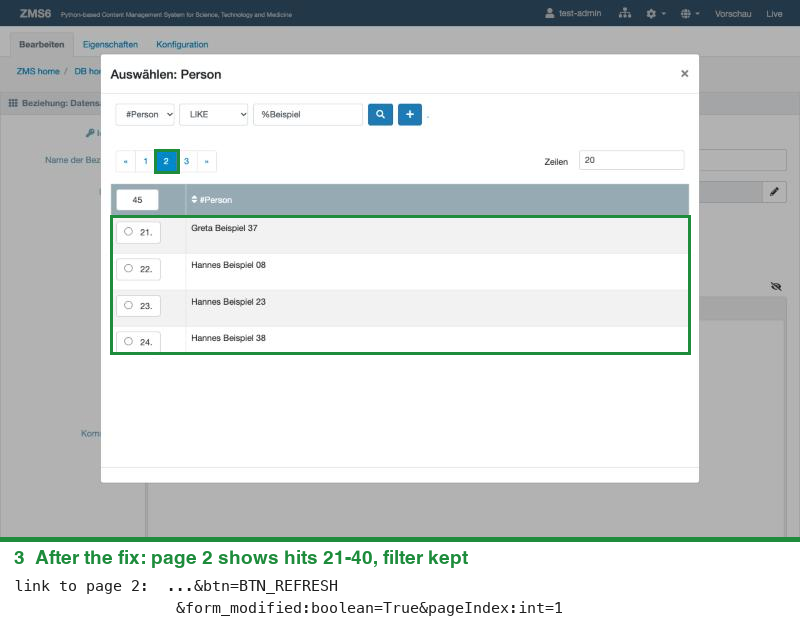 ZMS6 Python-based Content Management System for Science, Technology and Medicine test-admin Vorschau Live
Bearbeiten Eigenschaften Konfiguration
ZMS home / DB
Auswählen: Person ×
Beziehung: Datens
#Person LIKE %Beispiel + .
Name der Bez
« 1 2 3 » Zeilen 20
45 #Person
21. Greta Beispiel 37
22. Hannes Beispiel 08
23. Hannes Beispiel 23
24. Hannes Beispiel 38
Kom
3 After the fix: page 2 shows hits 21-40, filter kept
link to page 2: ...&btn=BTN_REFRESH
&form_modified:boolean=True&pageIndex:int=1